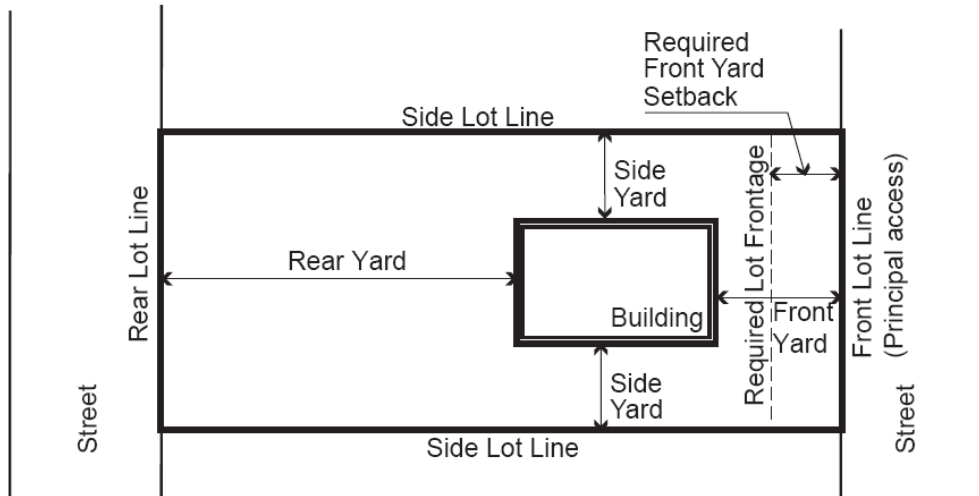 Required
Front Yard
Setback
Side Lot Line
Side
Yard
Rear Lot Line
Rear Yard
Building
Required Lot Frontage
Front
Yard
Front Lot Line
(Principal access)
Side
Yard
Street
Street
Side Lot Line